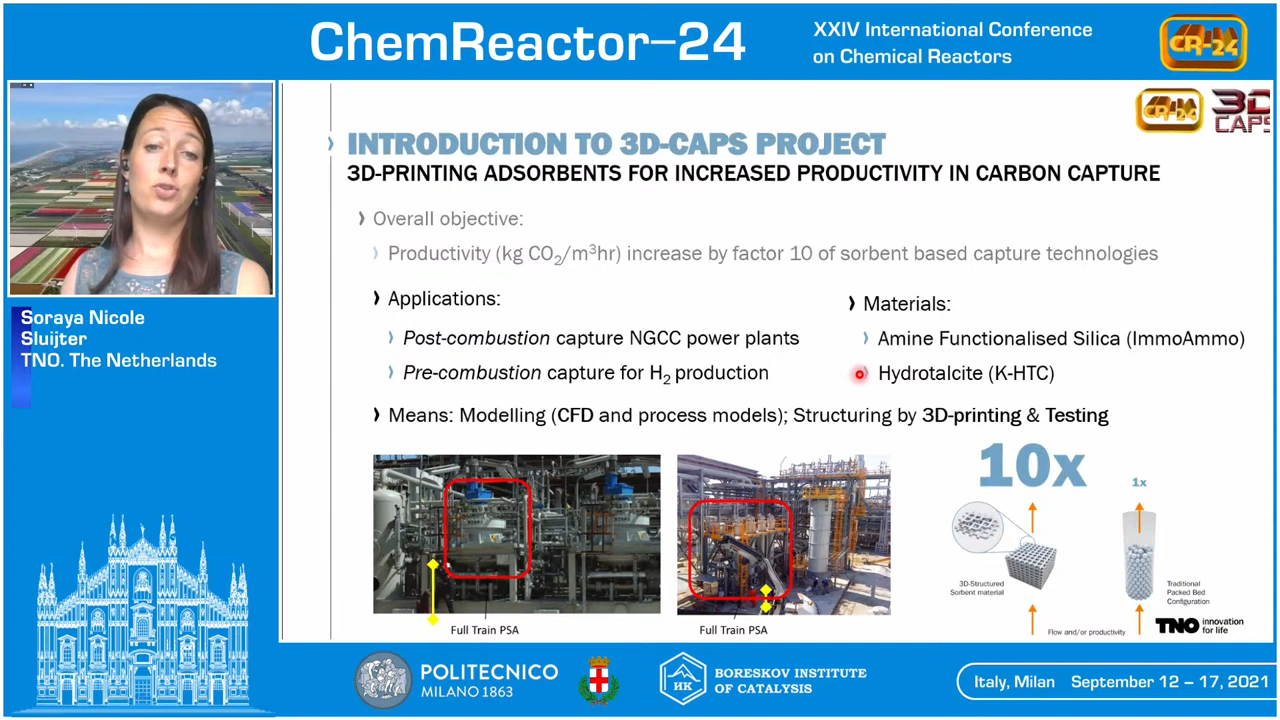 ChemReactor–24
XXIV International Conference
on Chemical Reactors
CR-24
CR-24
3D
CAPS
INTRODUCTION TO 3D-CAPS PROJECT
3D-PRINTING ADSORBENTS FOR INCREASED PRODUCTIVITY IN CARBON CAPTURE
Overall objective:
Productivity (kg CO₂/m³hr) increase by factor 10 of sorbent based capture technologies
Applications:
Post-combustion capture NGCC power plants
Pre-combustion capture for H₂ production
Materials:
Amine Functionalised Silica (ImmoAmmo)
Hydrotalcite (K-HTC)
Means: Modelling (CFD and process models); Structuring by 3D-printing & Testing
Full Train PSA
Full Train PSA
10x
1x
3D-Structured
Sorbent material
Traditional
Packed Bed
Configuration
Flow and/or productivity
TNO innovation
for life
Soraya Nicole
Sluijter
TNO. The Netherlands
POLITECNICO
MILANO 1863
НК
BORESKOV INSTITUTE
OF CATALYSIS
Italy, Milan September 12 – 17, 2021